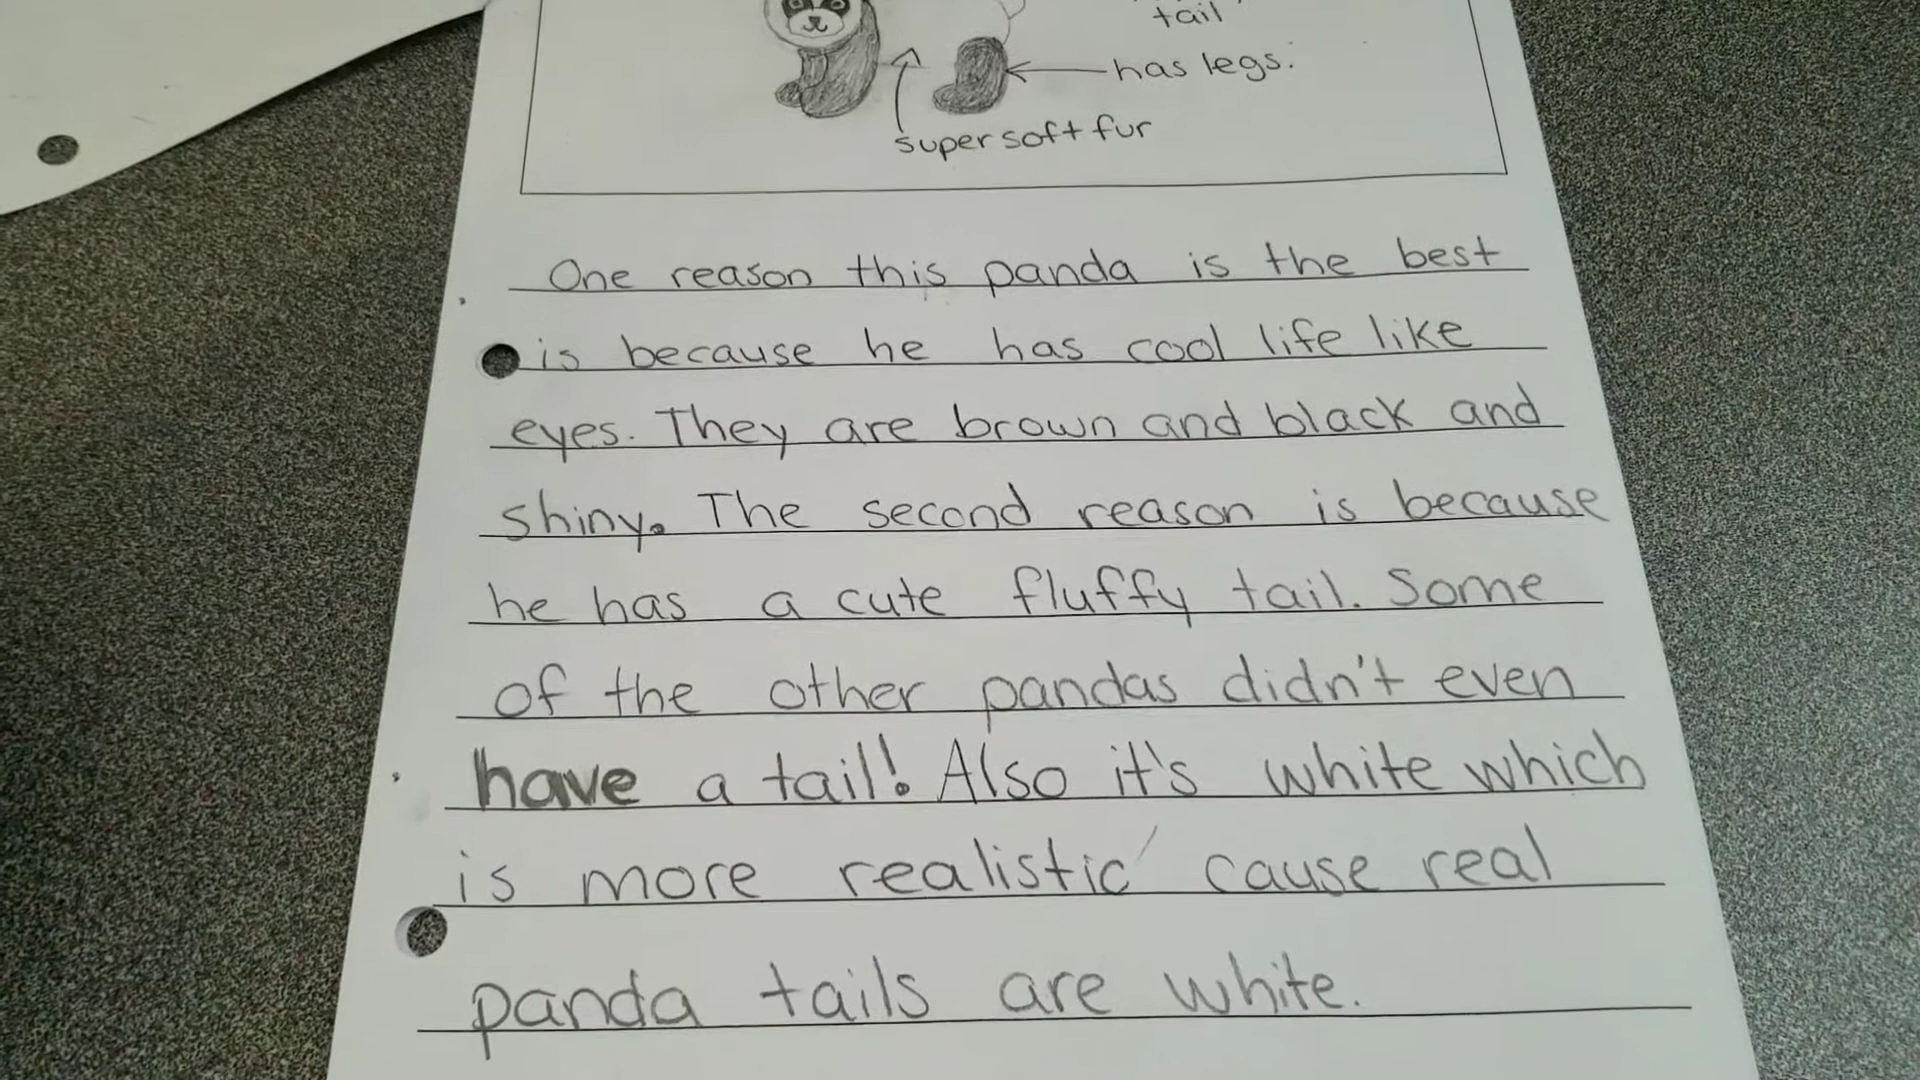 tail
has legs.
super soft fur
One reason this panda is the best
is because he has cool life like
eyes. They are brown and black and
shiny. The second reason is because
he has a cute fluffy tail. Some
of the other pandas didn't even
have a tail! Also it's white which
is more realistic cause real
panda tails are white.